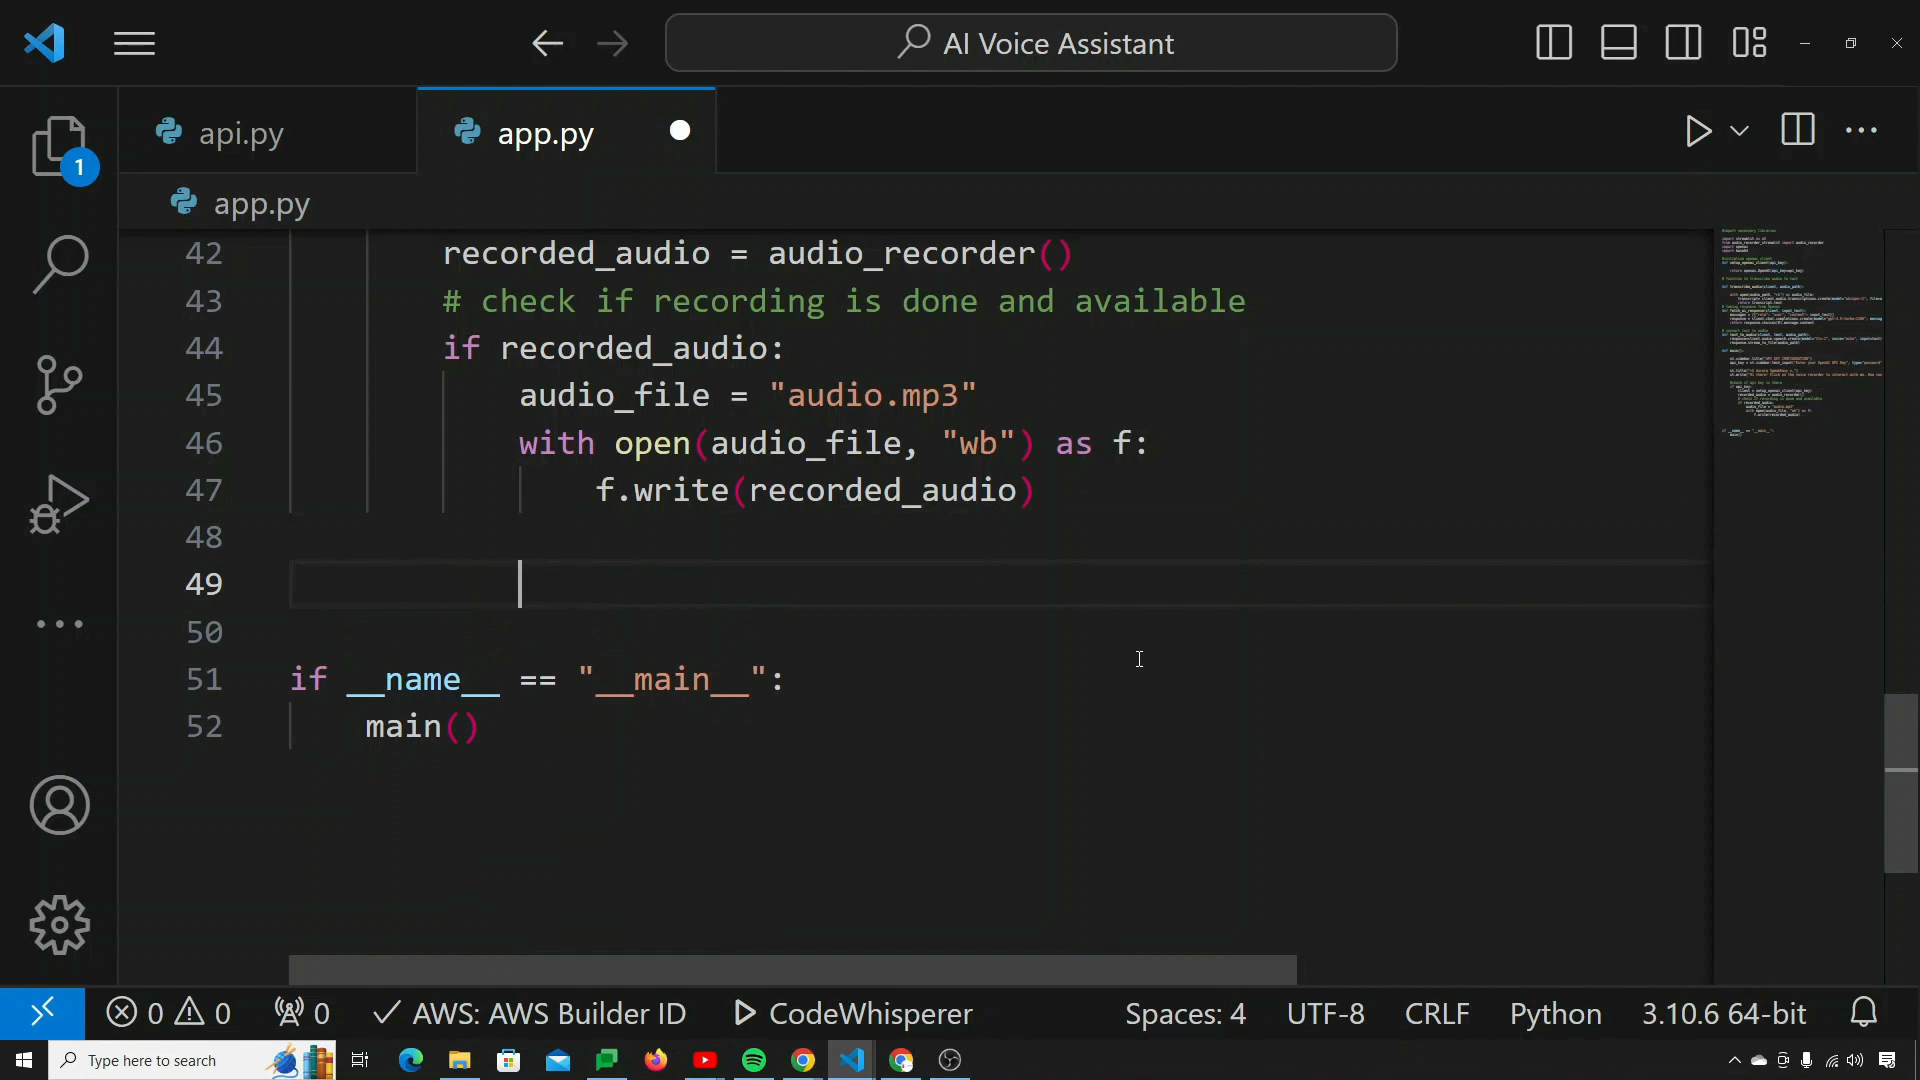 AI Voice Assistant
api.py
app.py
1
app.py
42 recorded_audio = audio_recorder()
43 # check if recording is done and available
44 if recorded_audio:
45 audio_file = "audio.mp3"
46 with open(audio_file, "wb") as f:
47 f.write(recorded_audio)
48
49
50
51 if __name__ == "__main__":
52 main()
0 0 0 AWS: AWS Builder ID CodeWhisperer Spaces: 4 UTF-8 CRLF Python 3.10.6 64-bit
Type here to search